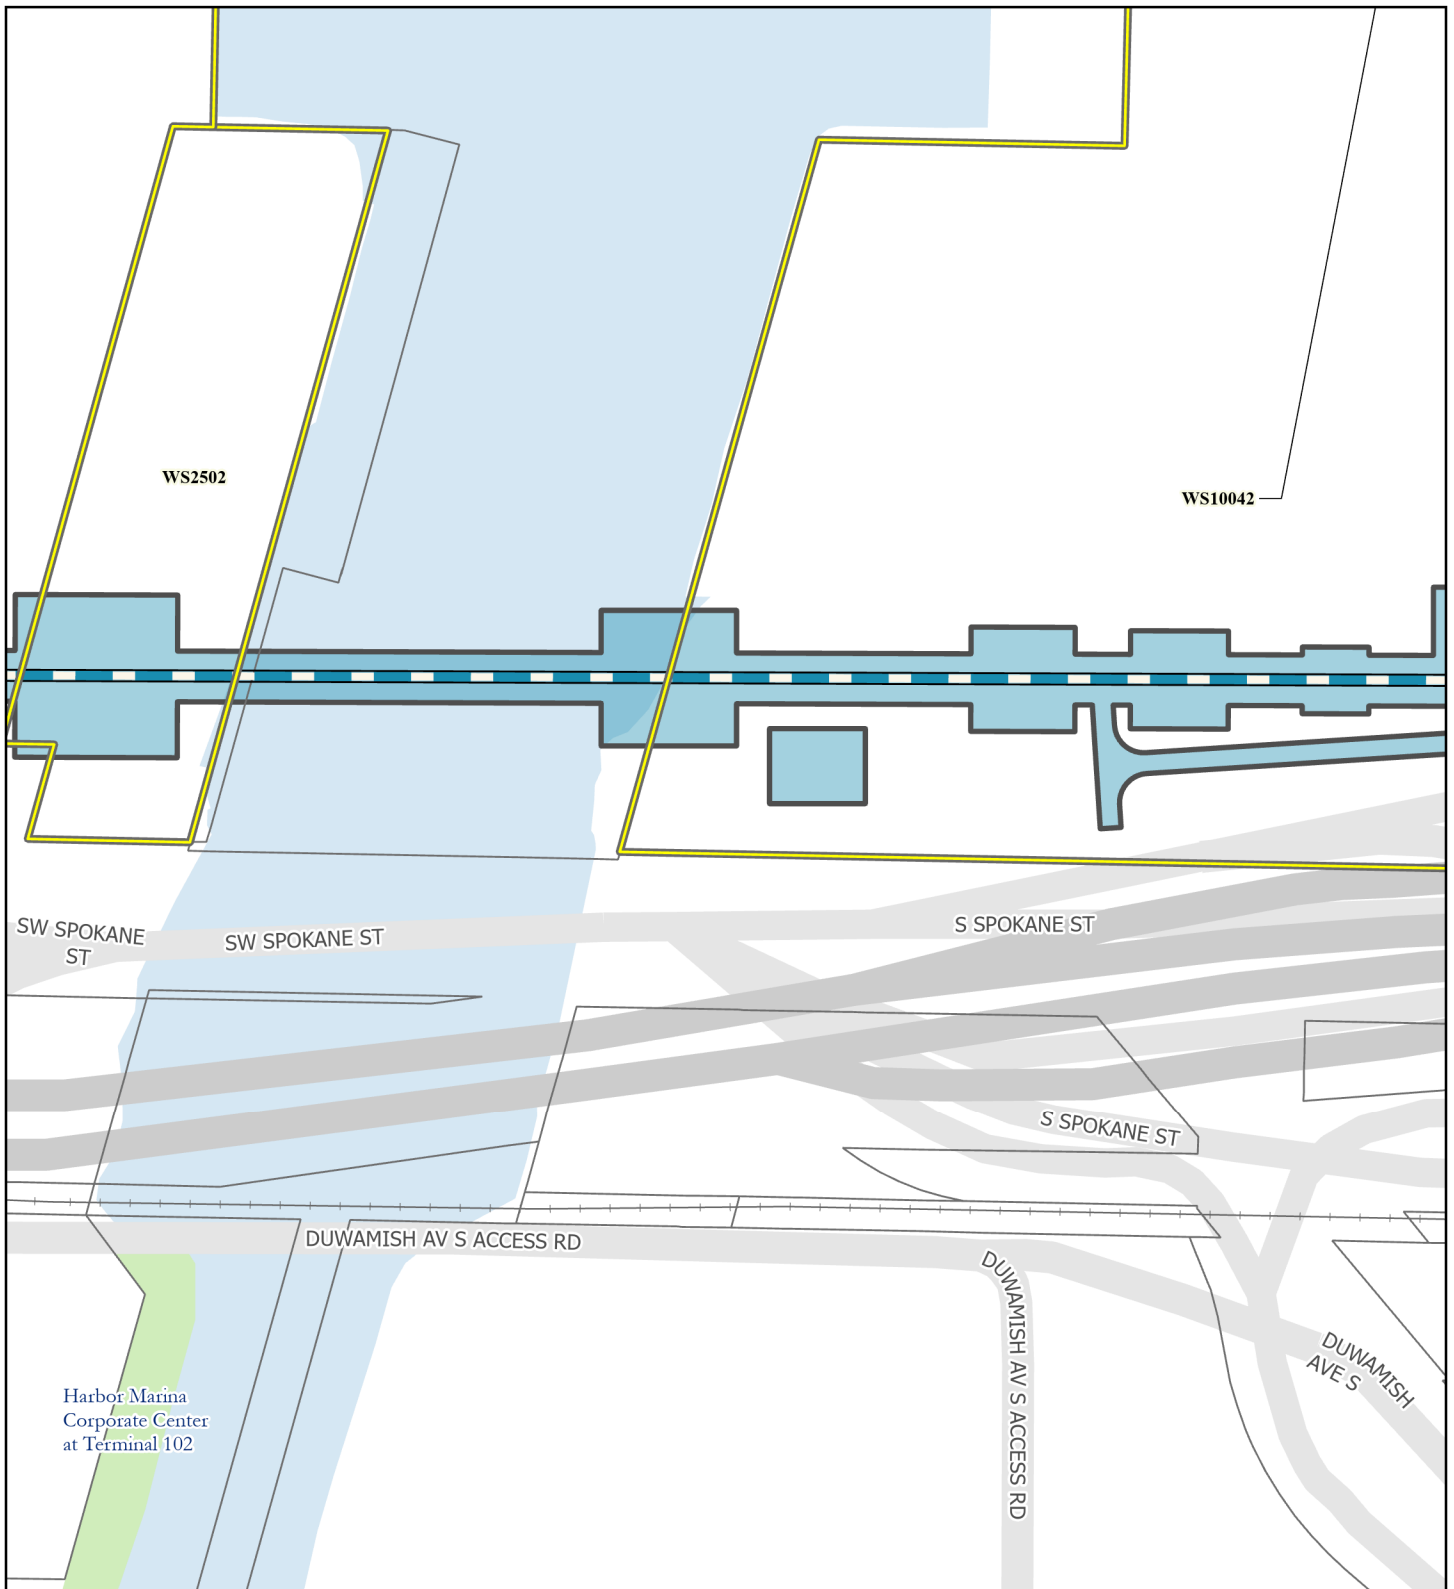 WS2502
WS10042
SW SPOKANE
ST
SW SPOKANE ST
S SPOKANE ST
S SPOKANE ST
DUWAMISH AV S ACCESS RD
DUWAMISH AV S ACCESS RD
DUWAMISH
AVE S
Harbor Marina
Corporate Center
at Terminal 102